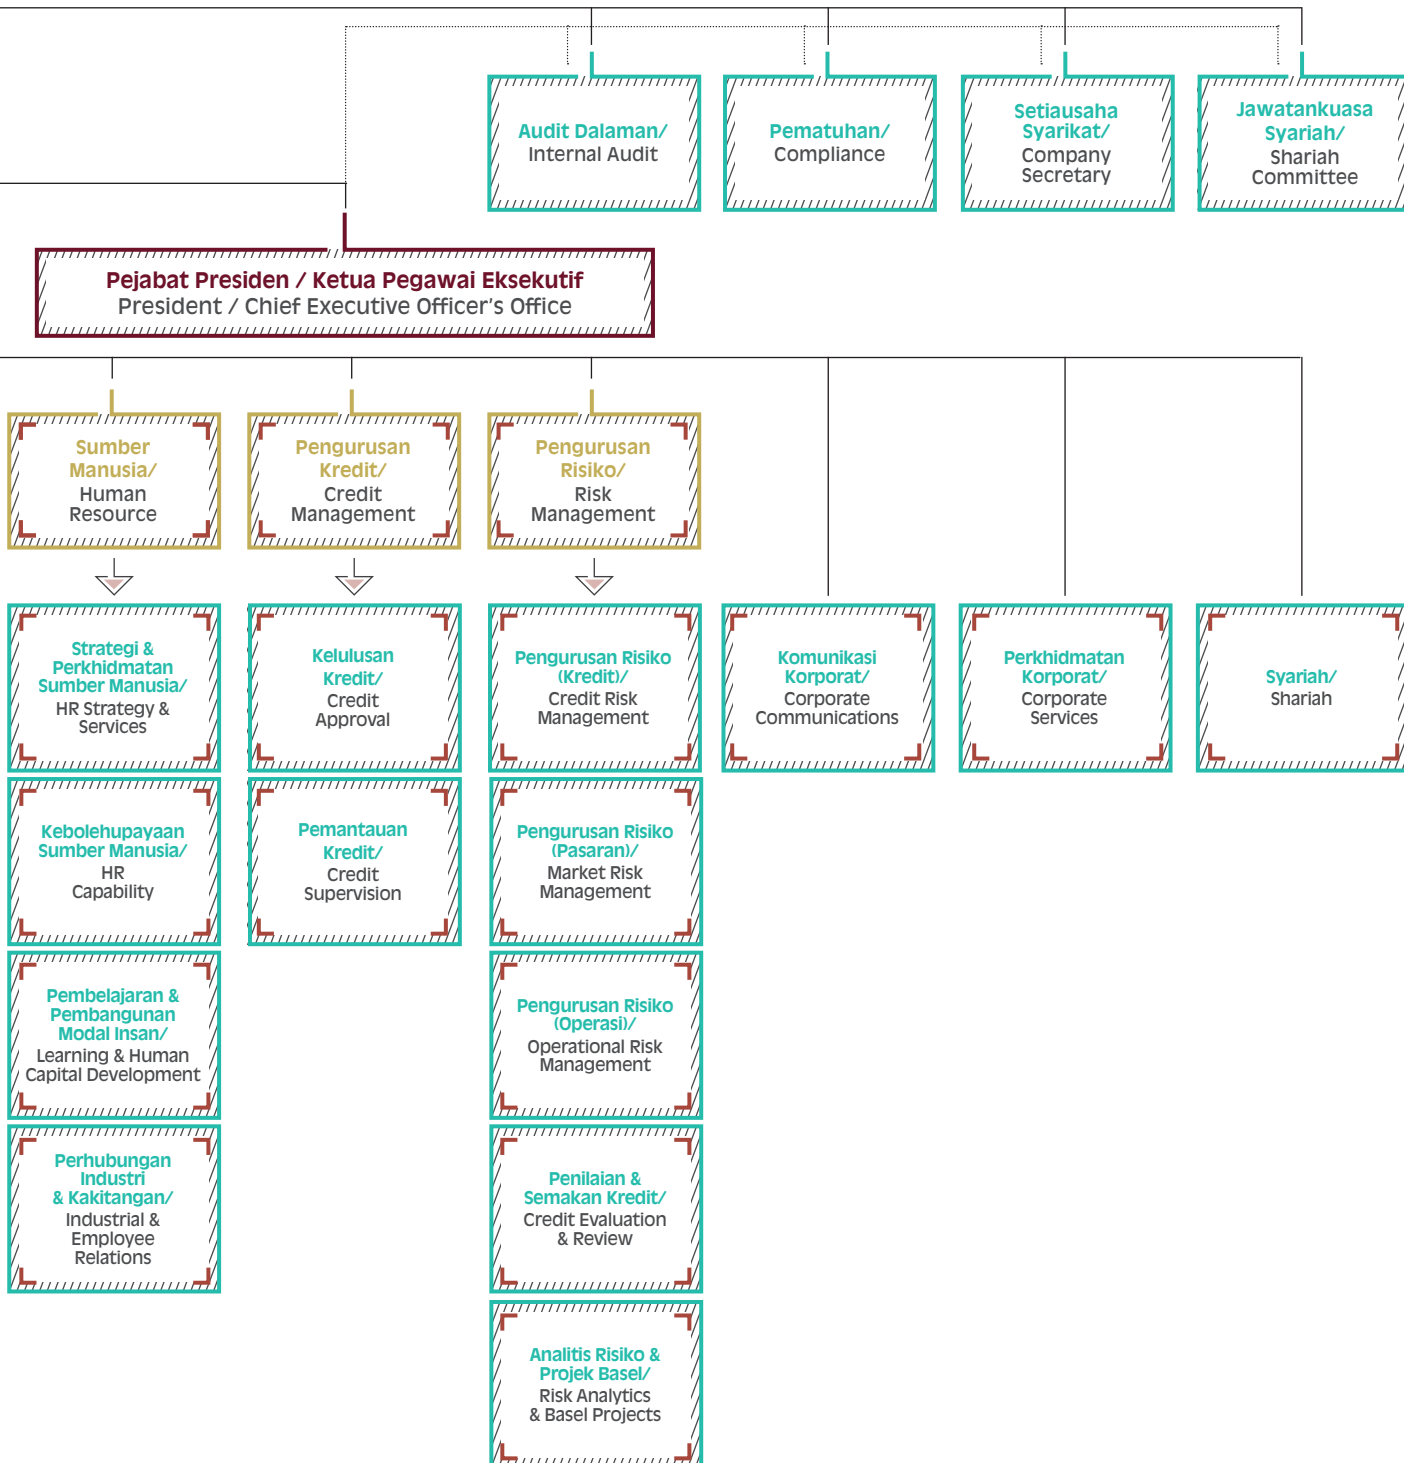 Audit Dalaman/
Internal Audit
Pematuhan/
Compliance
Setiausaha
Syarikat/
Company
Secretary
Jawatankuasa
Syariah/
Shariah
Committee
Pejabat Presiden / Ketua Pegawai Eksekutif
President / Chief Executive Officer's Office
Sumber
Manusia/
Human
Resource
Pengurusan
Kredit/
Credit
Management
Pengurusan
Risiko/
Risk
Management
Strategi &
Perkhidmatan
Sumber Manusia/
HR Strategy &
Services
Kelulusan
Kredit/
Credit
Approval
Pengurusan Risiko
(Kredit)/
Credit Risk
Management
Komunikasi
Korporat/
Corporate
Communications
Perkhidmatan
Korporat/
Corporate
Services
Syariah/
Shariah
Kebolehupayaan
Sumber Manusia/
HR
Capability
Pemantauan
Kredit/
Credit
Supervision
Pengurusan Risiko
(Pasaran)/
Market Risk
Management
Pembelajaran &
Pembangunan
Modal Insan/
Learning & Human
Capital Development
Pengurusan Risiko
(Operasi)/
Operational Risk
Management
Perhubungan
Industri
& Kakitangan/
Industrial &
Employee
Relations
Penilaian &
Semakan Kredit/
Credit Evaluation
& Review
Analitis Risiko &
Projek Basel/
Risk Analytics
& Basel Projects